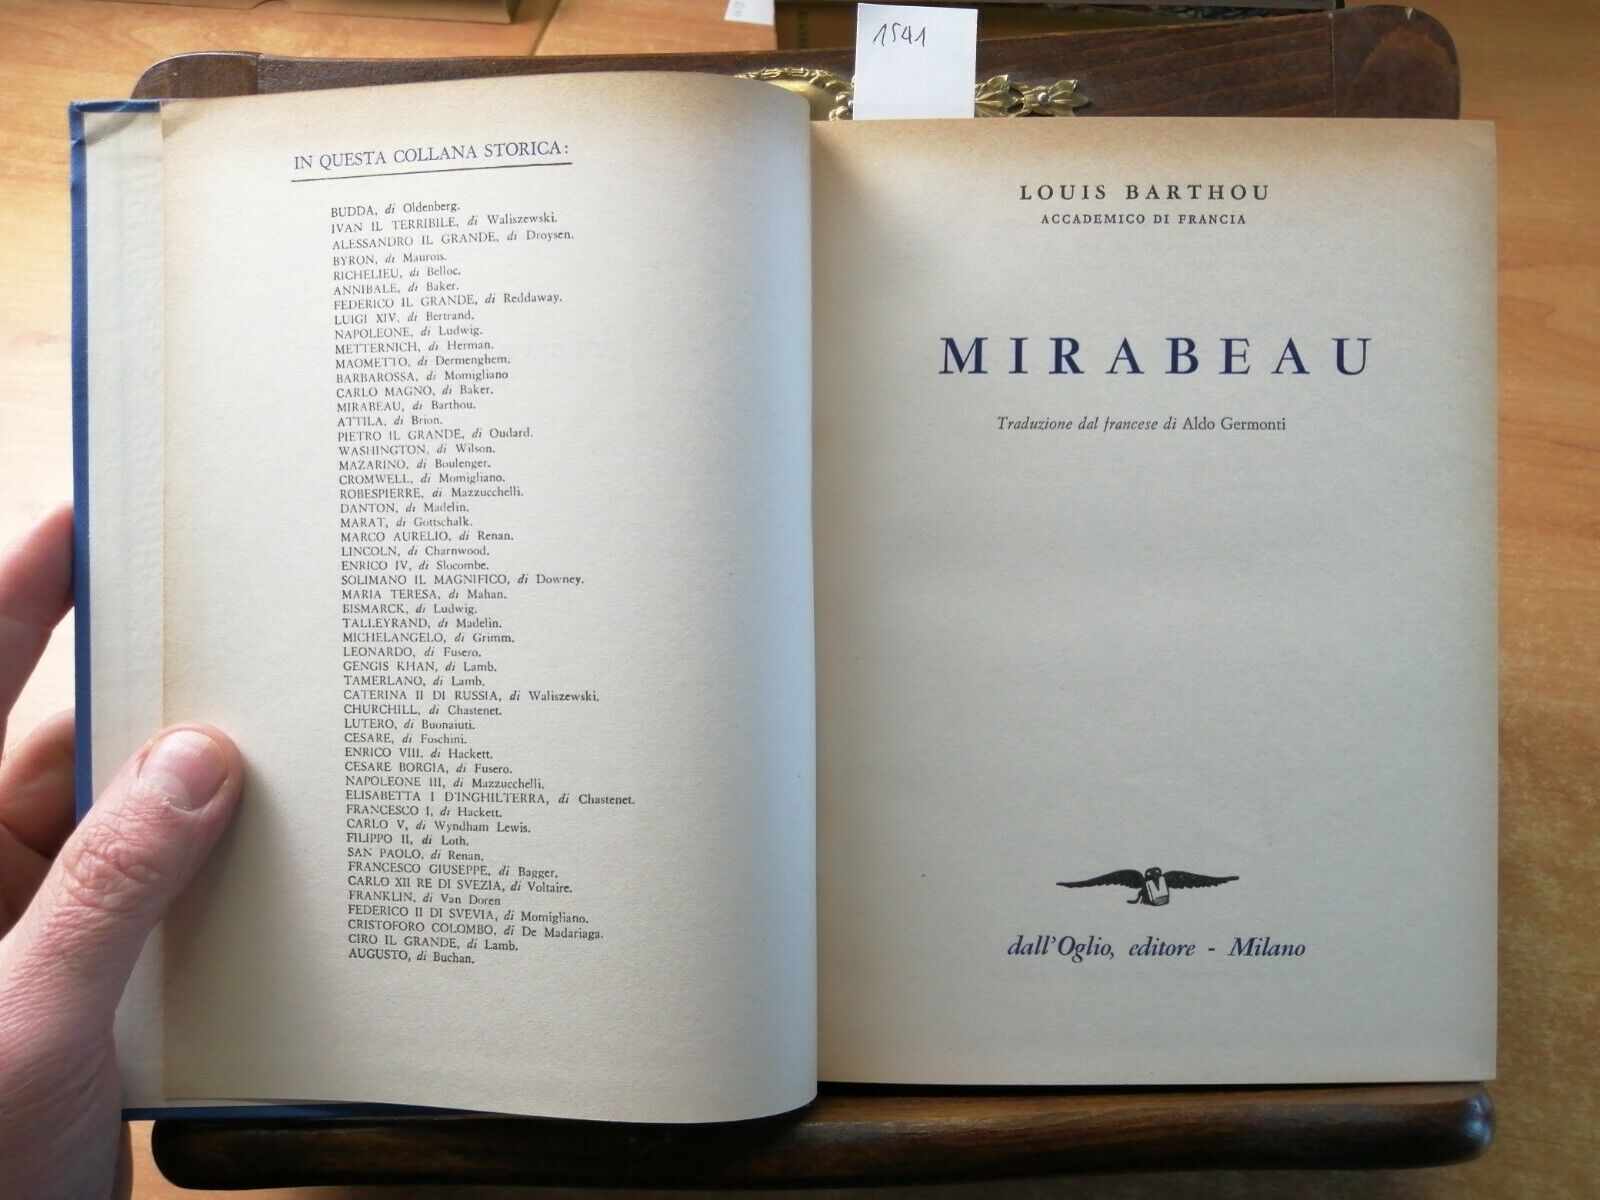 1541
IN QUESTA COLLANA STORICA:
BUDDA, di Oldenberg.
IVAN IL TERRIBILE, di Waliszewski.
ALESSANDRO IL GRANDE, di Droysen.
BYRON, di Maurois.
RICHELIEU, di Belloc.
ANNIBALE, di Baker.
FEDERICO IL GRANDE, di Reddaway.
LUIGI XIV, di Bertrand.
NAPOLEONE, di Ludwig.
METTERNICH, di Herman.
MAOMETTO, di Dermenghem.
BARBAROSSA, di Momigliano
CARLO MAGNO, di Baker.
MIRABEAU, di Barthou.
ATTILA, di Brion.
PIETRO IL GRANDE, di Oudard.
WASHINGTON, di Wilson.
MAZARINO, di Boulenger.
CROMWELL, di Momigliano.
ROBESPIERRE, di Mazzucchelli.
DANTON, di Madelin.
MARAT, di Gottschalk.
MARCO AURELIO, di Renan.
LINCOLN, di Charnwood.
ENRICO IV, di Slocombe.
SOLIMANO IL MAGNIFICO, di Downey.
MARIA TERESA, di Mahan.
BISMARCK, di Ludwig.
TALLEYRAND, di Madelin.
MICHELANGELO, di Grimm.
LEONARDO, di Fusero.
GENGIS KHAN, di Lamb.
TAMERLANO, di Lamb.
CATERINA II DI RUSSIA, di Waliszewski.
CHURCHILL, di Chastenet.
LUTERO, di Buonaiuti.
CESARE, di Foschini.
ENRICO VIII, di Hackett.
CESARE BORGIA, di Fusero.
NAPOLEONE III, di Mazzucchelli.
ELISABETTA I D'INGHILTERRA, di Chastenet.
FRANCESCO I, di Hackett.
CARLO V, di Wyndham Lewis.
FILIPPO II, di Loth.
SAN PAOLO, di Renan.
FRANCESCO GIUSEPPE, di Bagger.
CARLO XII RE DI SVEZIA, di Voltaire.
FRANKLIN, di Van Doren
FEDERICO II DI SVEVIA, di Momigliano.
CRISTOFORO COLOMBO, di De Madariaga.
CIRO IL GRANDE, di Lamb.
AUGUSTO, di Buchan.
LOUIS BARTHOU
ACCADEMICO DI FRANCIA
MIRABEAU
Traduzione dal francese di Aldo Germonti
dall'Oglio, editore - Milano